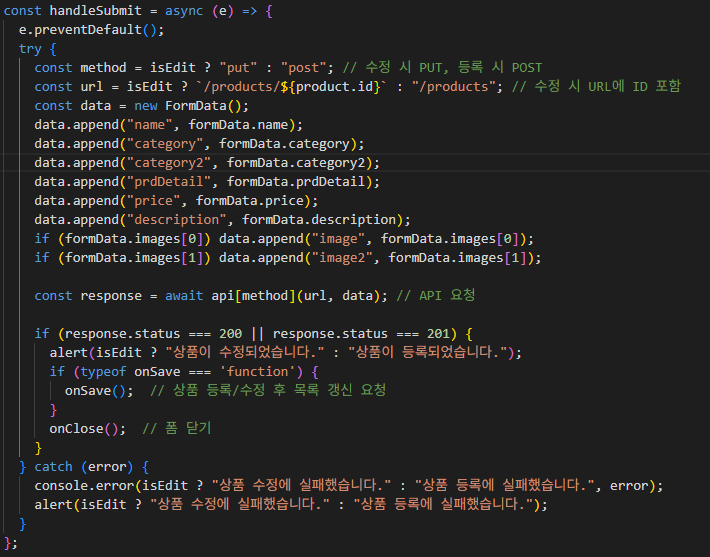 const handleSubmit = async (e) => {
  e.preventDefault();
  try {
    const method = isEdit ? "put" : "post"; // 수정 시 PUT, 등록 시 POST
    const url = isEdit ? `/products/${product.id}` : "/products"; // 수정 시 URL에 ID 포함
    const data = new FormData();
    data.append("name", formData.name);
    data.append("category", formData.category);
    data.append("category2", formData.category2);
    data.append("prdDetail", formData.prdDetail);
    data.append("price", formData.price);
    data.append("description", formData.description);
    if (formData.images[0]) data.append("image", formData.images[0]);
    if (formData.images[1]) data.append("image2", formData.images[1]);

    const response = await api[method](url, data); // API 요청

    if (response.status === 200 || response.status === 201) {
      alert(isEdit ? "상품이 수정되었습니다." : "상품이 등록되었습니다.");
      if (typeof onSave === 'function') {
        onSave();  // 상품 등록/수정 후 목록 갱신 요청
      }
      onClose();  // 폼 닫기
    }
  } catch (error) {
    console.error(isEdit ? "상품 수정에 실패했습니다." : "상품 등록에 실패했습니다.", error);
    alert(isEdit ? "상품 수정에 실패했습니다." : "상품 등록에 실패했습니다.");
  }
};